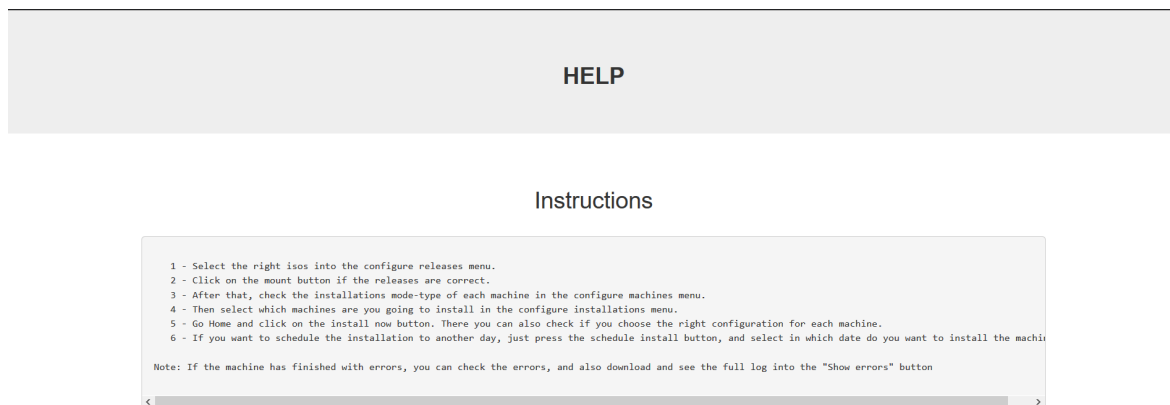 HELP
Instructions
1 - Select the right isos into the configure releases menu.
2 - Click on the mount button if the releases are correct.
3 - After that, check the installations mode-type of each machine in the configure machines menu.
4 - Then select which machines are you going to install in the configure installations menu.
5 - Go Home and click on the install now button. There you can also check if you choose the right configuration for each machine.
6 - If you want to schedule the installation to another day, just press the schedule install button, and select in which date do you want to install the
Note: If the machine has finished with errors, you can check the errors, and also download and see the full log into the "Show errors" button